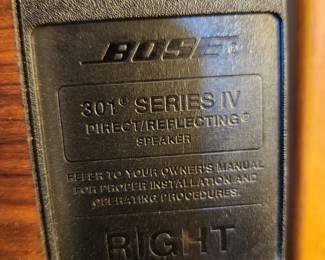 BOSE®
301® SERIES IV
DIRECT/REFLECTING®
SPEAKER
REFER TO YOUR OWNER'S MANUAL
FOR PROPER INSTALLATION AND
OPERATING PROCEDURES.
RIGHT